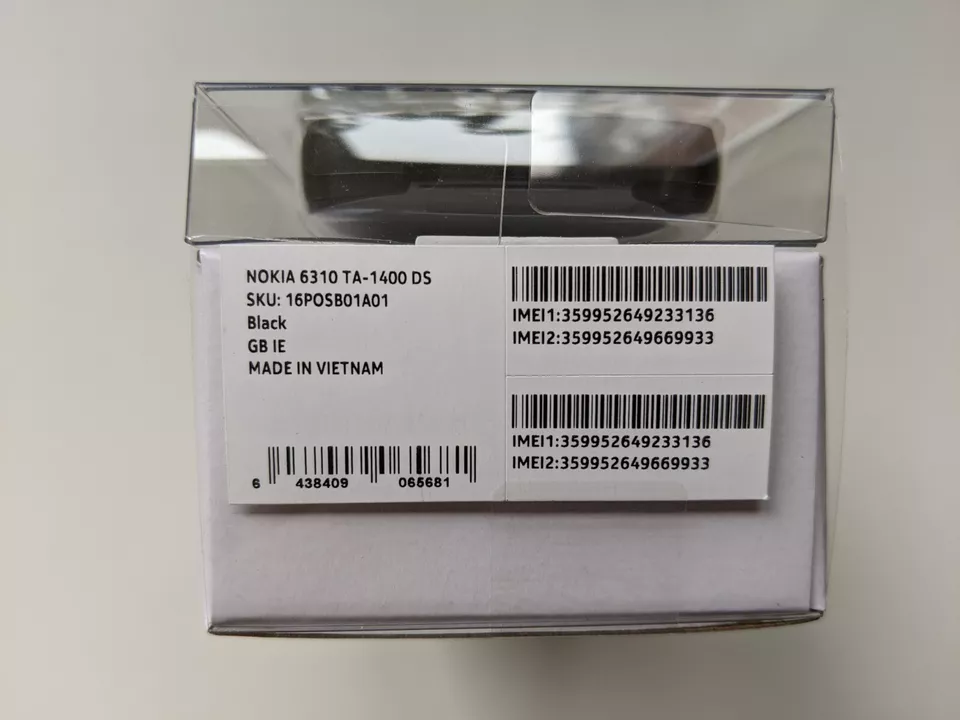 NOKIA 6310 TA-1400 DS
SKU: 16POSB01A01
Black
GB IE
MADE IN VIETNAM
6 438409 065681
IMEI1:359952649233136
IMEI2:359952649669933
IMEI1:359952649233136
IMEI2:359952649669933